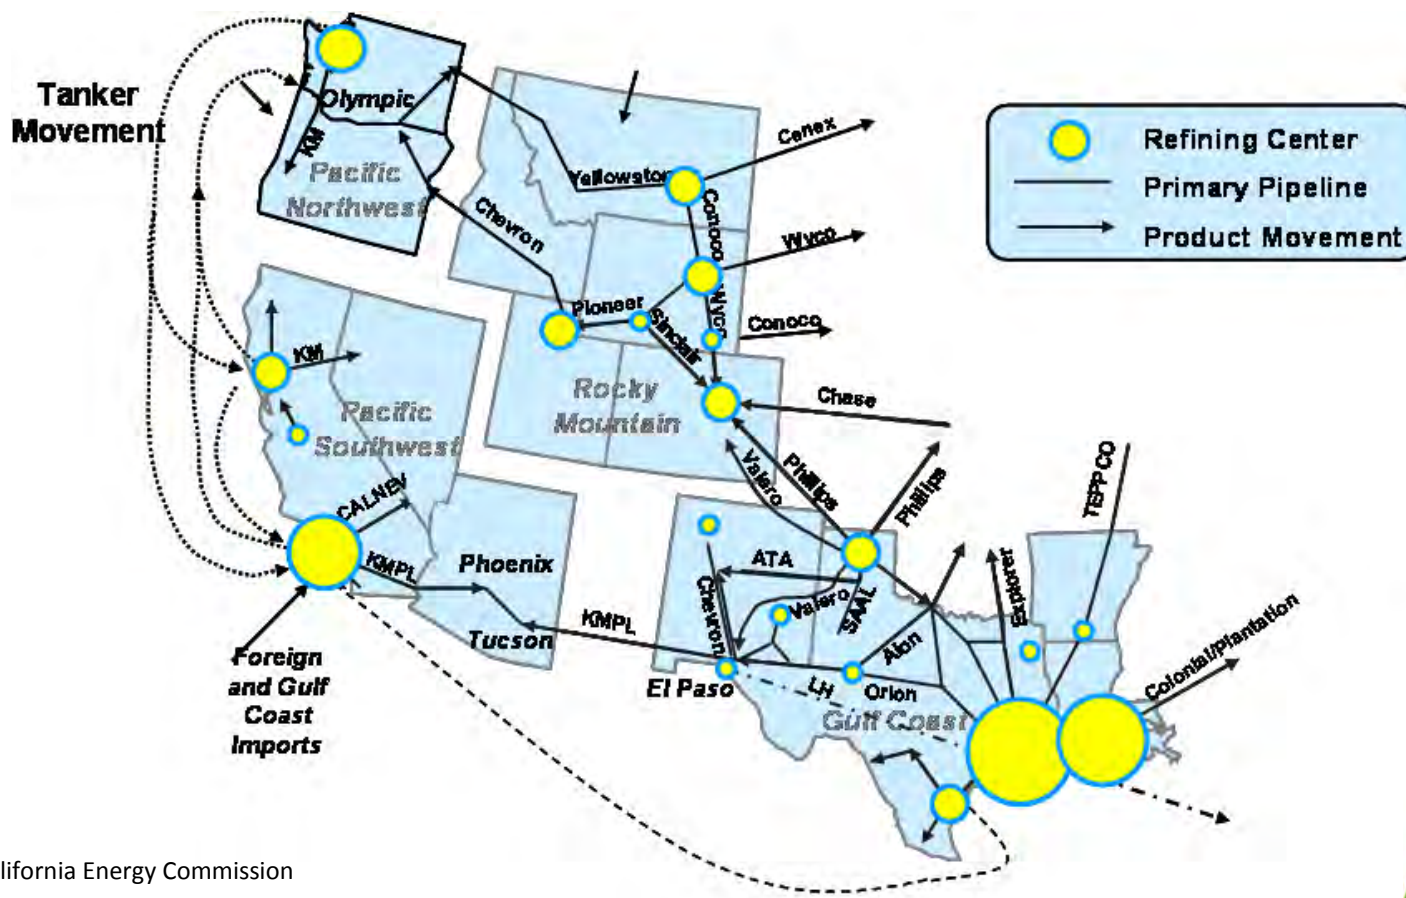 Tanker
Movement
Olympic
KM
Pacific
Northwest
Yellowston
Cenex
Conoco
Wyco
Chevron
Wyco
Pioneer
Sinclair
Conoco
Rocky
Mountain
Chase
KM
Pacific
Southwest
CALNEV
KMPL
Phoenix
Tucson
KMPL
Foreign
and Gulf
Coast
Imports
Valero
Phillips
Phillips
TEPPCO
ATA
Chevron
Valero
SAAL
Alon
Explorer
El Paso
LH
Orion
Gulf Coast
Colonial/Plantation
Refining Center
Primary Pipeline
Product Movement
lifornia Energy Commission